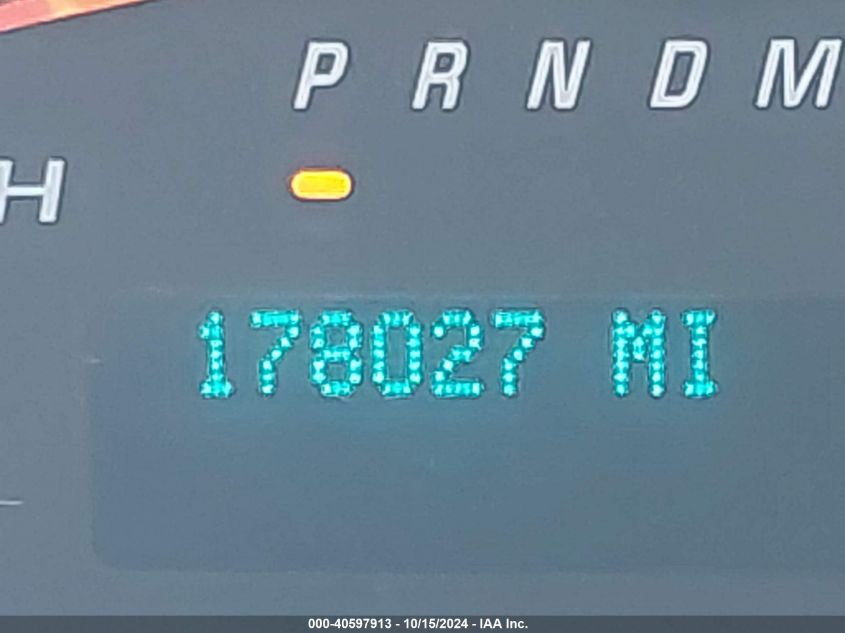 P R N D M
H
178027 MI
000-40597913 - 10/15/2024 - IAA Inc.